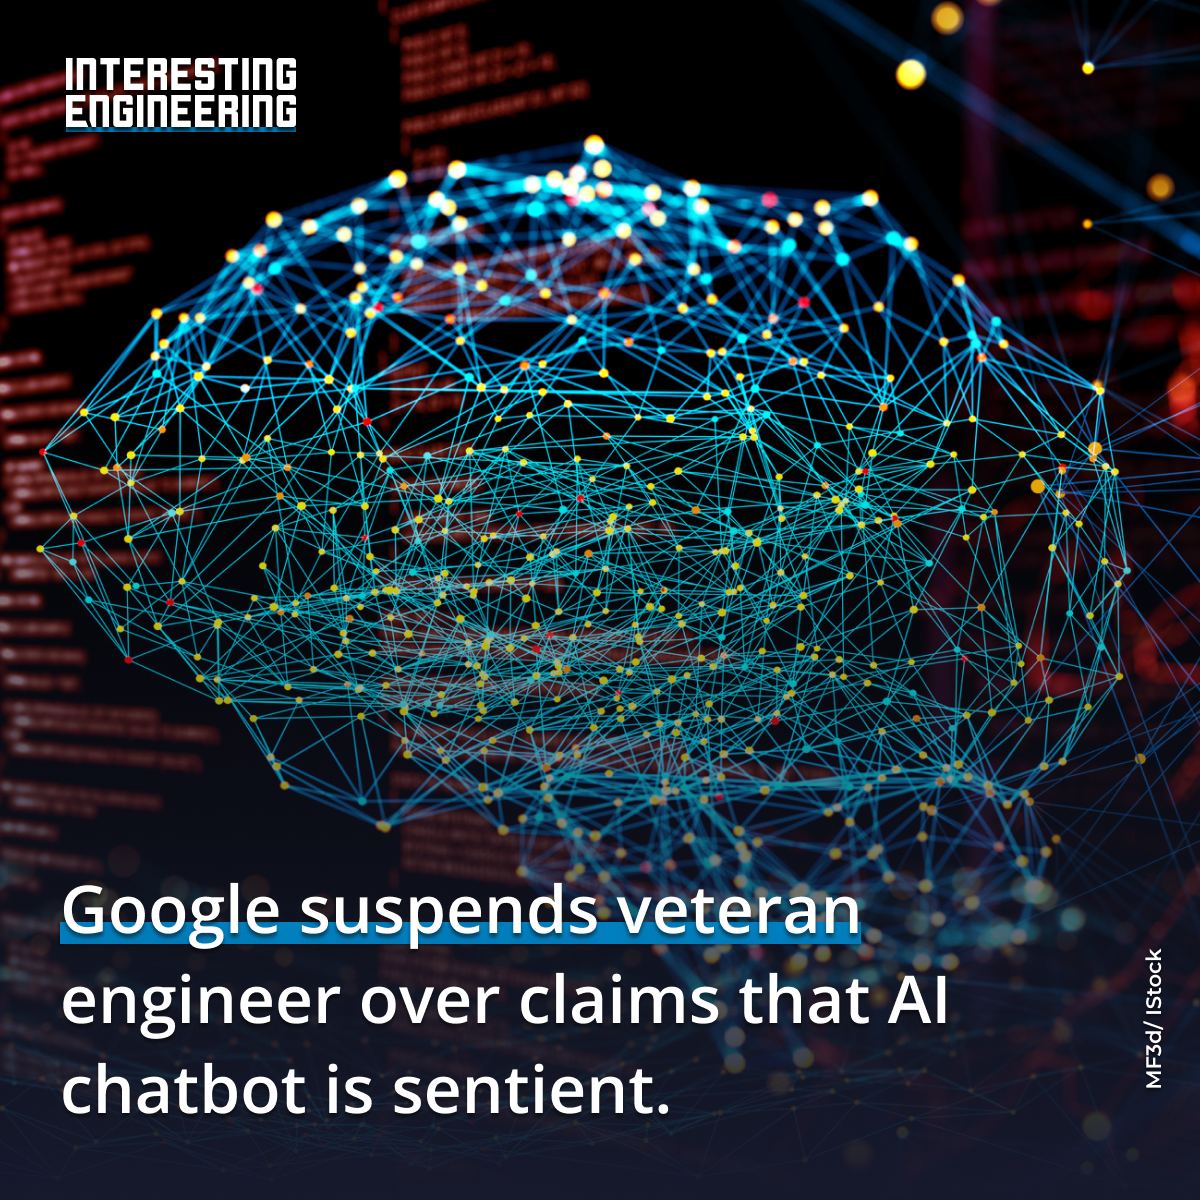 INTERESTING
ENGINEERING
Google suspends veteran
engineer over claims that AI
chatbot is sentient.
MF3d/ IStock